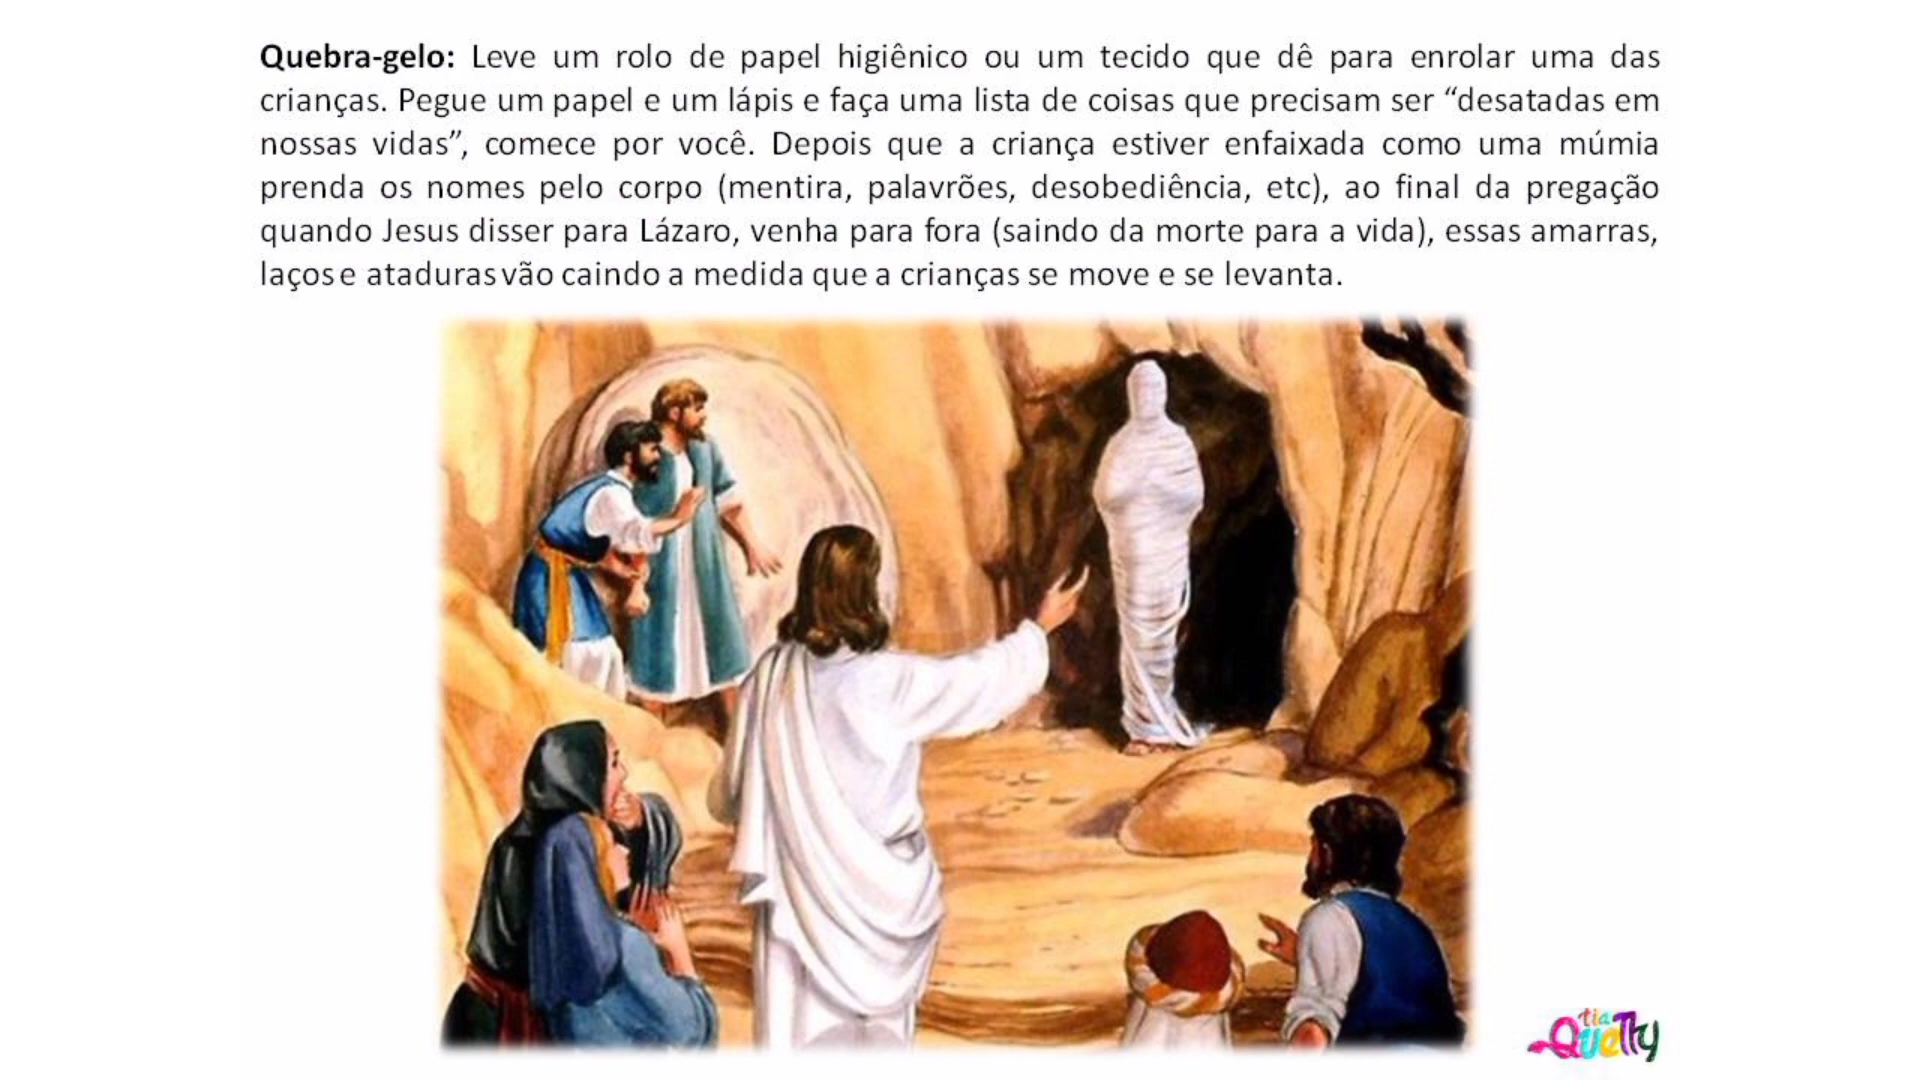 Quebra-gelo: Leve um rolo de papel higiênico ou um tecido que dê para enrolar uma das
crianças. Pegue um papel e um lápis e faça uma lista de coisas que precisam ser “desatadas em
nossas vidas”, comece por você. Depois que a criança estiver enfaixada como uma múmia
prenda os nomes pelo corpo (mentira, palavrões, desobediência, etc), ao final da pregação
quando Jesus disser para Lázaro, venha para fora (saindo da morte para a vida), essas amarras,
laços e ataduras vão caindo a medida que a crianças se move e se levanta.
tia
Quetty